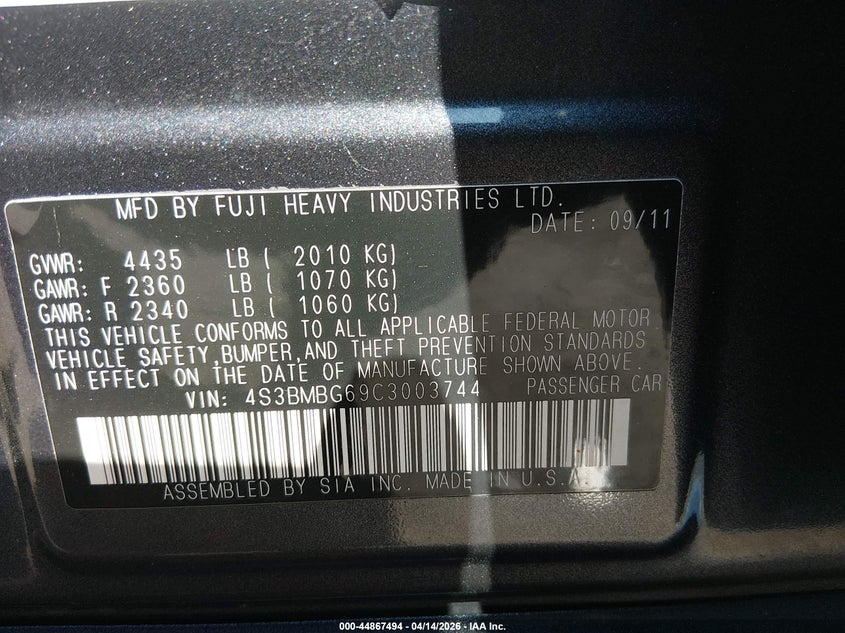 MFD BY FUJI HEAVY INDUSTRIES LTD.
DATE: 09/11
GVWR: 4435 LB ( 2010 KG)
GAWR: F 2360 LB ( 1070 KG)
GAWR: R 2340 LB ( 1060 KG)
THIS VEHICLE CONFORMS TO ALL APPLICABLE FEDERAL MOTOR
VEHICLE SAFETY,BUMPER,AND THEFT PREVENTION STANDARDS
IN EFFECT ON THE DATE OF MANUFACTURE SHOWN ABOVE.
VIN: 4S3BMBG69C3003744 PASSENGER CAR
ASSEMBLED BY SIA INC. MADE IN U.S.A.
000-44867494 - 04/14/2026 - IAA Inc.